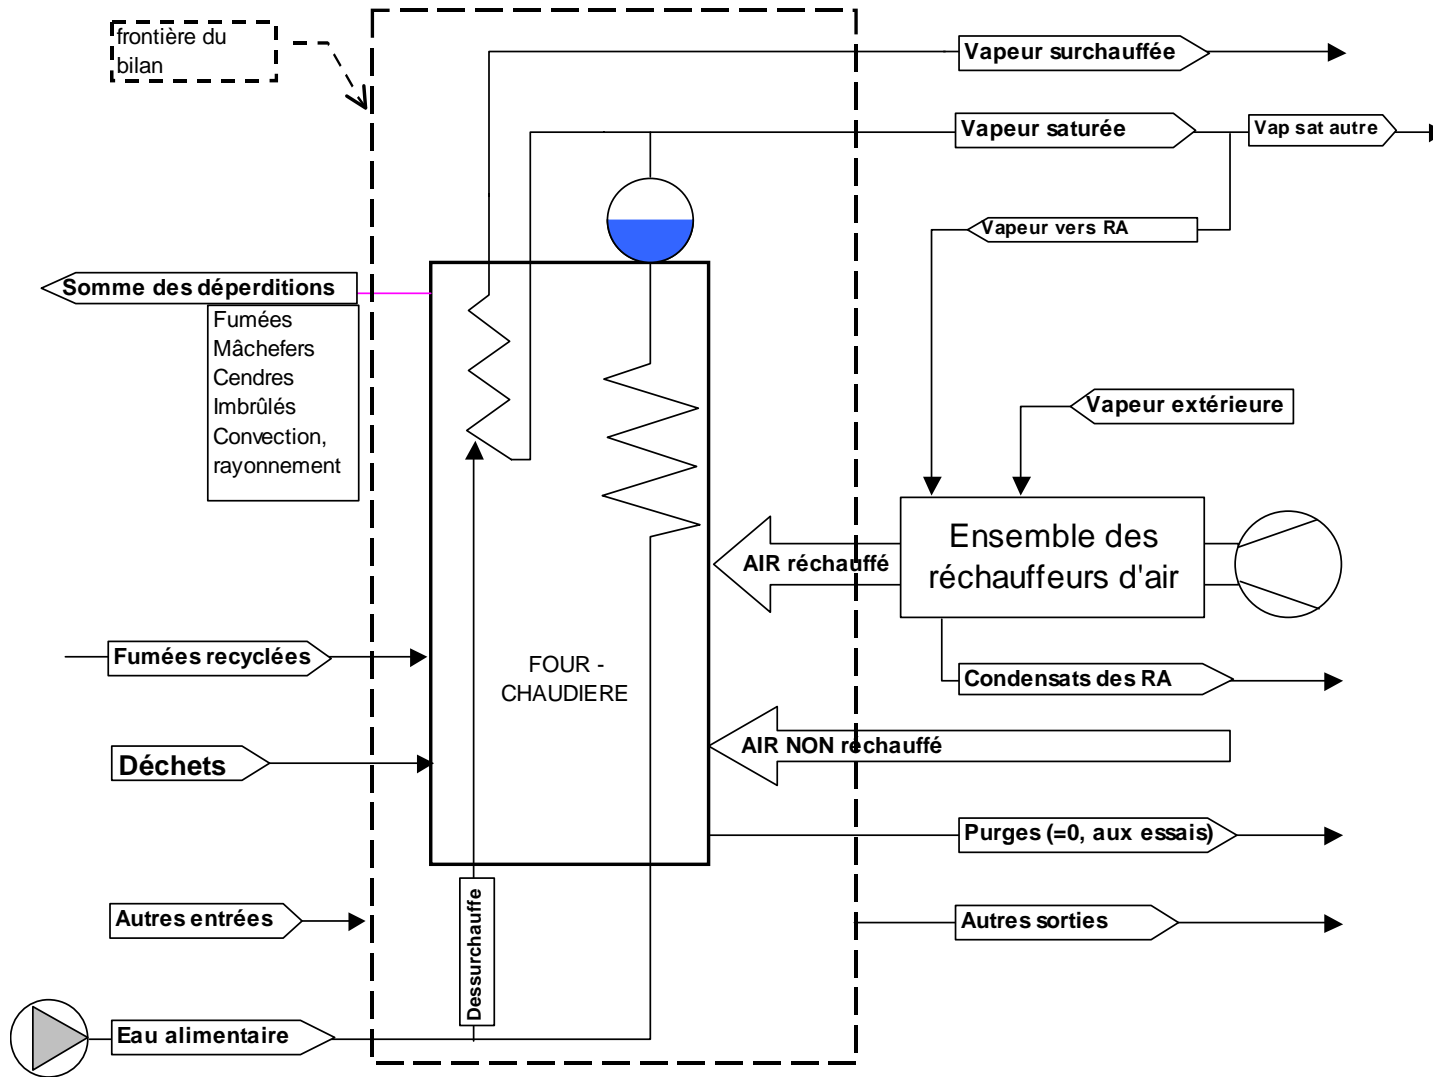 frontière du
bilan
Vapeur surchauffée
Vapeur saturée
Vap sat autre
Vapeur vers RA
Somme des déperditions
Fumées
Mâchefers
Cendres
Imbrûlés
Convection,
rayonnement
Vapeur extérieure
Ensemble des
réchauffeurs d'air
AIR réchauffé
Fumées recyclées
FOUR -
CHAUDIERE
Condensats des RA
AIR NON réchauffé
Déchets
Purges (=0, aux essais)
Autres entrées
Dessurchauffe
Autres sorties
Eau alimentaire